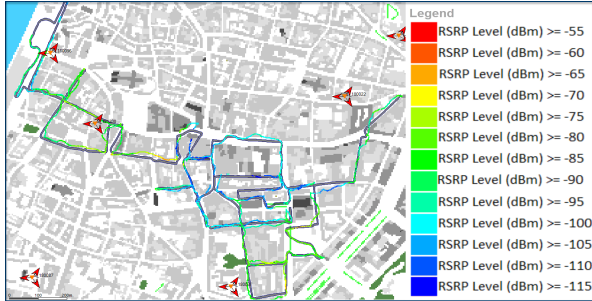 Legend
RSRP Level (dBm) >= -55
RSRP Level (dBm) >= -60
RSRP Level (dBm) >= -65
RSRP Level (dBm) >= -70
RSRP Level (dBm) >= -75
RSRP Level (dBm) >= -80
RSRP Level (dBm) >= -85
RSRP Level (dBm) >= -90
RSRP Level (dBm) >= -95
RSRP Level (dBm) >= -100
RSRP Level (dBm) >= -105
RSRP Level (dBm) >= -110
RSRP Level (dBm) >= -115